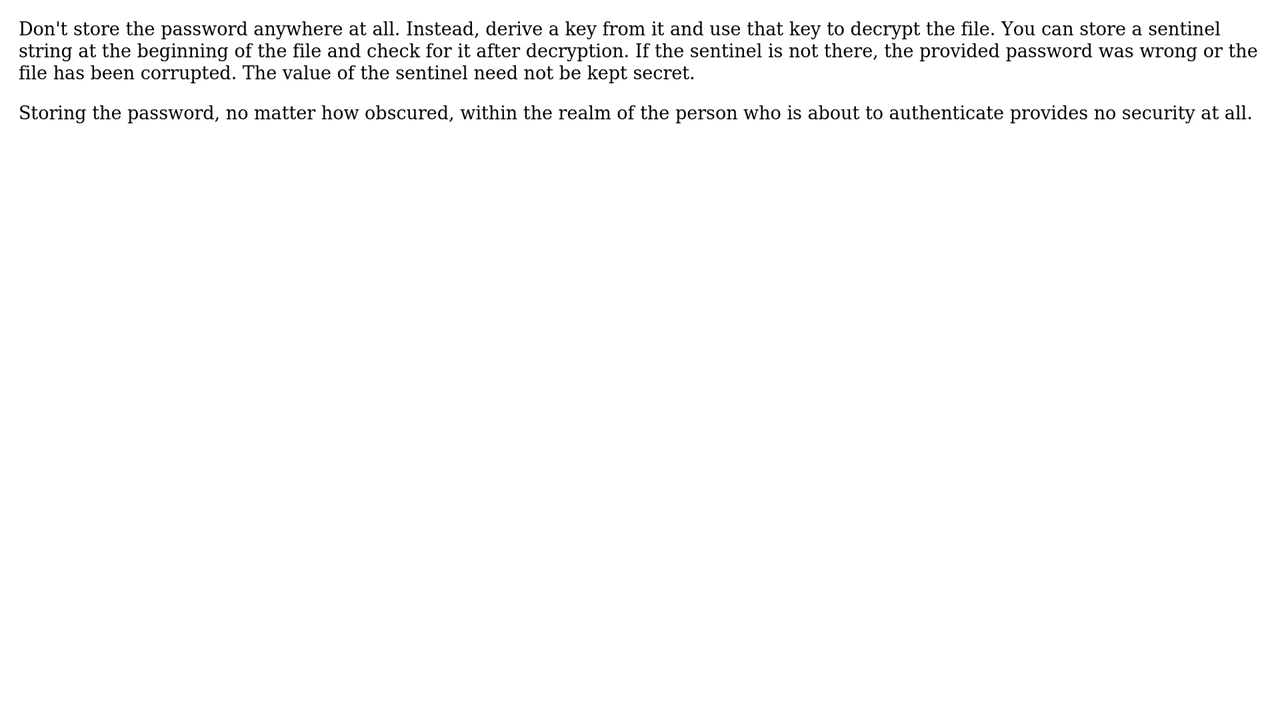 Don't store the password anywhere at all. Instead, derive a key from it and use that key to decrypt the file. You can store a sentinel
string at the beginning of the file and check for it after decryption. If the sentinel is not there, the provided password was wrong or the
file has been corrupted. The value of the sentinel need not be kept secret.
Storing the password, no matter how obscured, within the realm of the person who is about to authenticate provides no security at all.